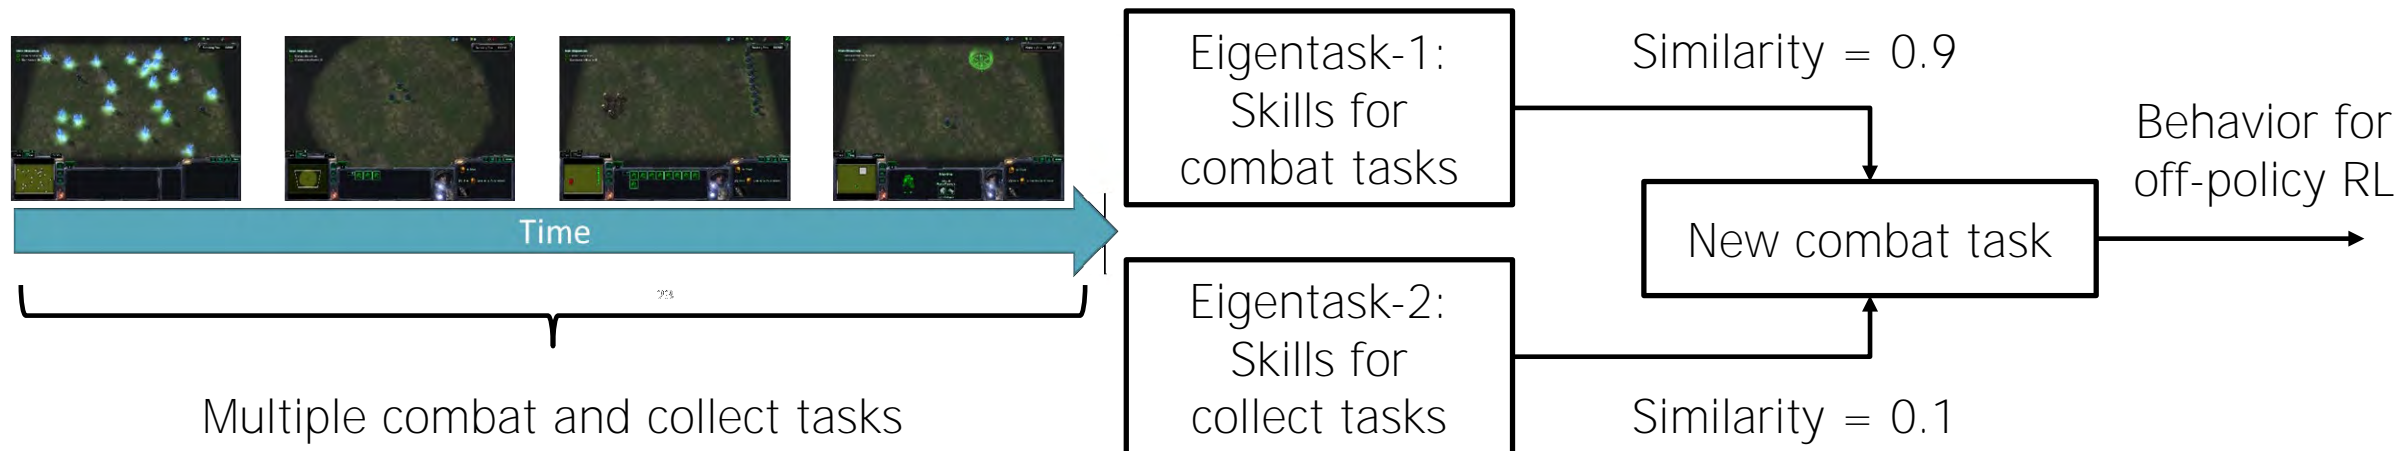 Time
Multiple combat and collect tasks
Eigentask-1:
Skills for
combat tasks
Eigentask-2:
Skills for
collect tasks
Similarity = 0.9
New combat task
Similarity = 0.1
Behavior for
off-policy RL